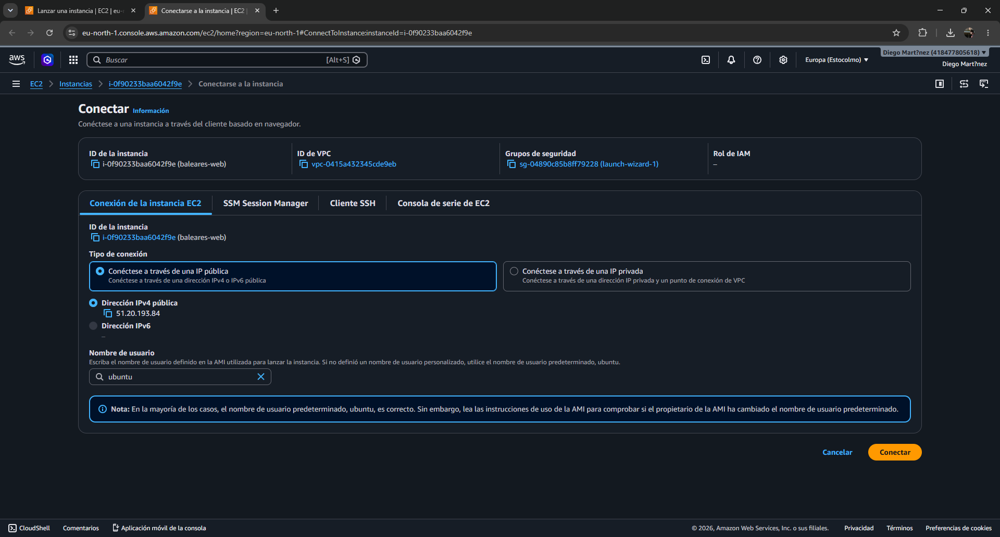 Lanzar una instancia | EC2 | eu-n
Conectarse a la instancia | EC2 |
eu-north-1.console.aws.amazon.com/ec2/home?region=eu-north-1#ConnectToInstance:instanceId=i-0f90233baa6042f9e
aws
Buscar
[Alt+S]
Europa (Estocolmo)
Diego Mart?nez (418477805618)
Diego Mart?nez
EC2
Instancias
i-0f90233baa6042f9e
Conectarse a la instancia
Conectar Información
Conéctese a una instancia a través del cliente basado en navegador.
ID de la instancia
i-0f90233baa6042f9e (baleares-web)
ID de VPC
vpc-0415a432345cde9eb
Grupos de seguridad
sg-04890c85b8ff79228 (launch-wizard-1)
Rol de IAM
–
Conexión de la instancia EC2
SSM Session Manager
Cliente SSH
Consola de serie de EC2
ID de la instancia
i-0f90233baa6042f9e (baleares-web)
Tipo de conexión
Conéctese a través de una IP pública
Conéctese a través de una dirección IPv4 o IPv6 pública
Conéctese a través de una IP privada
Conéctese a través de una dirección IP privada y un punto de conexión de VPC
Dirección IPv4 pública
51.20.193.84
Dirección IPv6
–
Nombre de usuario
Escriba el nombre de usuario definido en la AMI utilizada para lanzar la instancia. Si no definió un nombre de usuario personalizado, utilice el nombre de usuario predeterminado, ubuntu.
ubuntu
Nota: En la mayoría de los casos, el nombre de usuario predeterminado, ubuntu, es correcto. Sin embargo, lea las instrucciones de uso de la AMI para comprobar si el propietario de la AMI ha cambiado el nombre de usuario predeterminado.
Cancelar
Conectar
CloudShell
Comentarios
Aplicación móvil de la consola
© 2026, Amazon Web Services, Inc. o sus filiales.
Privacidad
Términos
Preferencias de cookies